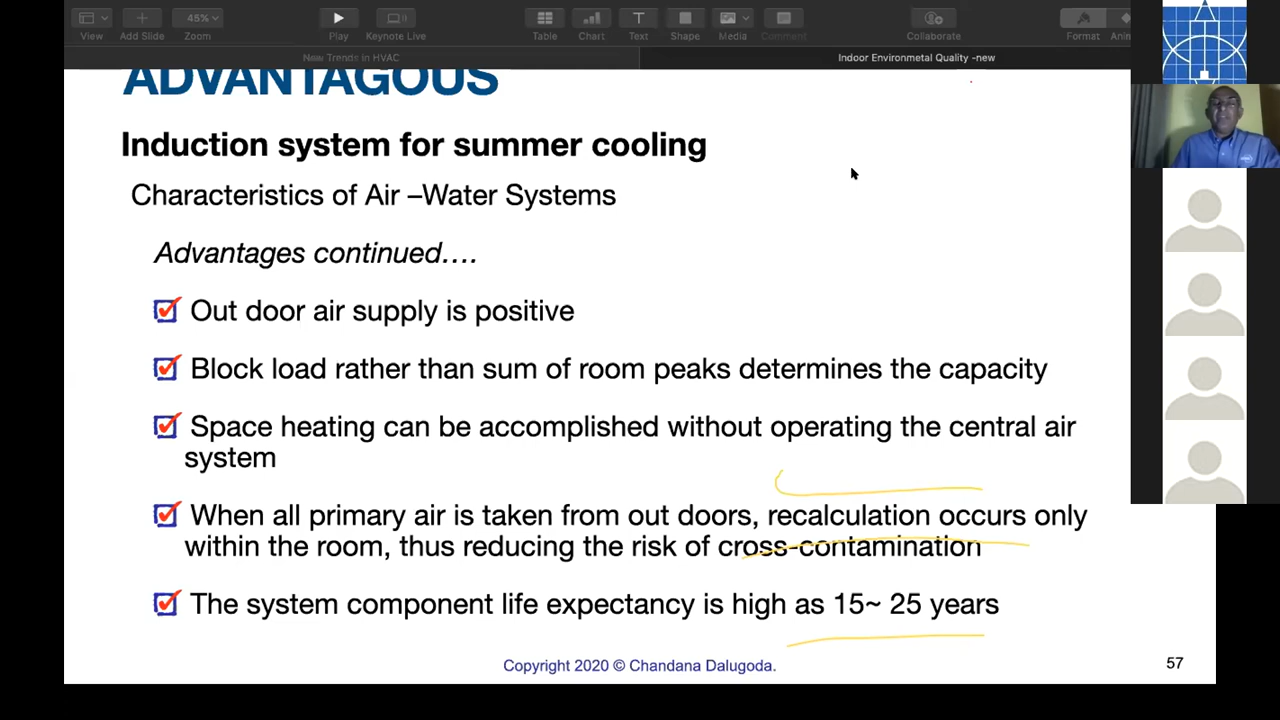 View
Add Slide
45%
Zoom
Play
Keynote Live
Table
Chart
Text
Shape
Media
Comment
Collaborate
Format
Anin
New Trends in HVAC
Indoor Environmetal Quality -new
ADVANTAGOUS
Induction system for summer cooling
Characteristics of Air –Water Systems
Advantages continued….
Out door air supply is positive
Block load rather than sum of room peaks determines the capacity
Space heating can be accomplished without operating the central air
system
When all primary air is taken from out doors, recalculation occurs only
within the room, thus reducing the risk of cross-contamination
The system component life expectancy is high as 15~ 25 years
Copyright 2020 © Chandana Dalugoda.
57